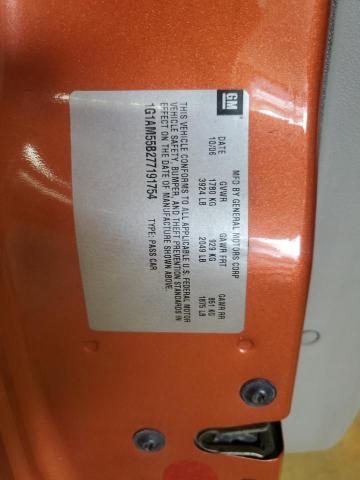 GM
MFD BY GENERAL MOTORS CORP
DATE GVWR GAWR FRT GAWR RR
10/06 1780 KG 929 KG 851 KG
3924 LB 2049 LB 1875 LB
THIS VEHICLE CONFORMS TO ALL APPLICABLE U.S. FEDERAL MOTOR
VEHICLE SAFETY, BUMPER, AND THEFT PREVENTION STANDARDS IN
EFFECT ON THE DATE OF MANUFACTURE SHOWN ABOVE.
1G1AM55B277191754 TYPE: PASS CAR